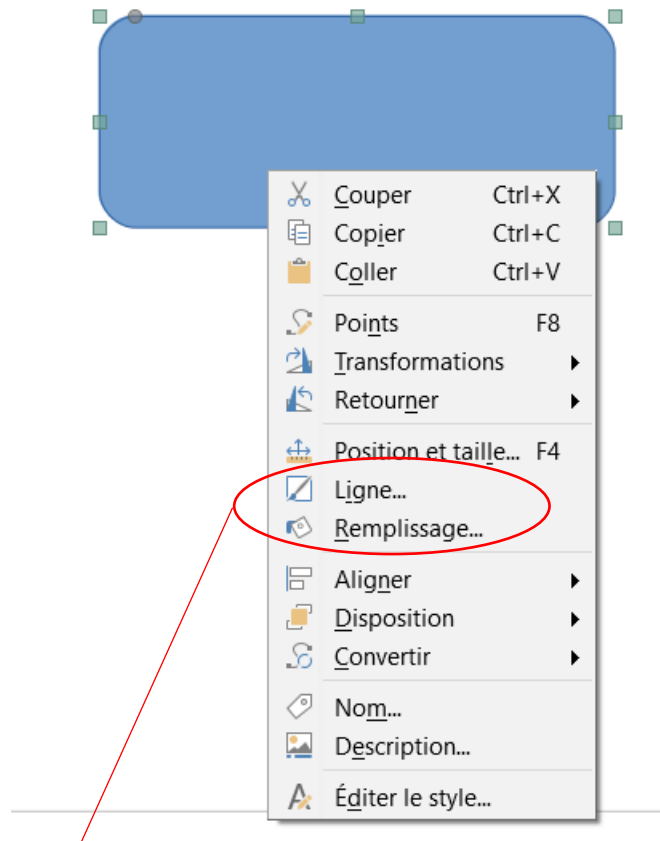 Couper Ctrl+X
Copier Ctrl+C
Coller Ctrl+V
Points F8
Transformations
Retourner
Position et taille... F4
Ligne...
Remplissage...
Aligner
Disposition
Convertir
Nom...
Description...
Éditer le style...